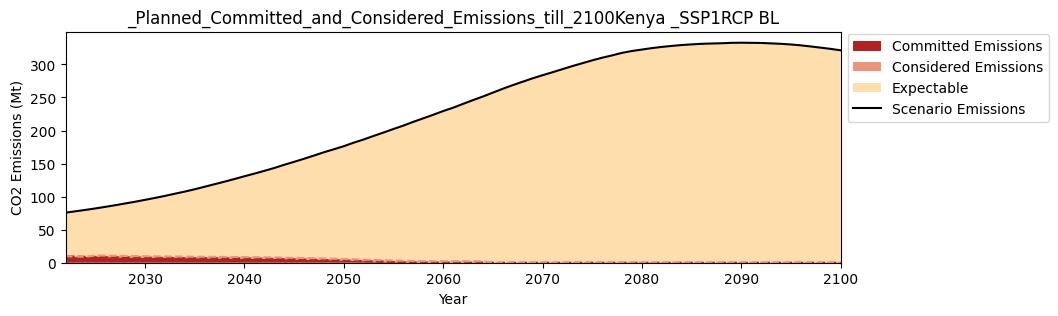 _Planned_Committed_and_Considered_Emissions_till_2100Kenya _SSP1RCP BL
Committed Emissions
Considered Emissions
Expectable
Scenario Emissions
CO2 Emissions (Mt)
300
250
200
150
100
50
0
2030 2040 2050 2060 2070 2080 2090 2100
Year